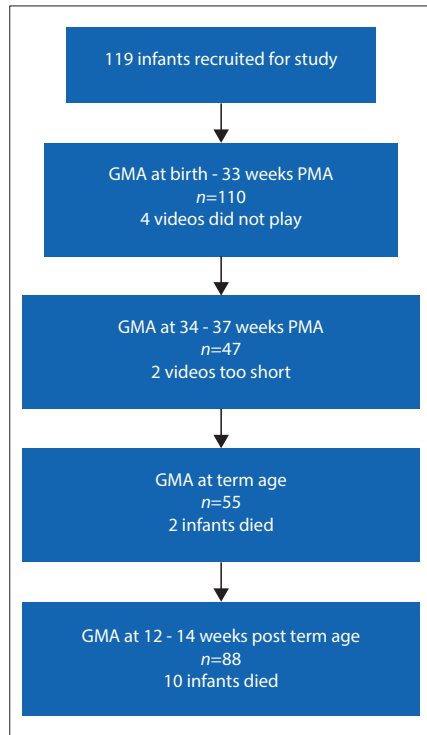 119 infants recruited for study
GMA at birth - 33 weeks PMA
n=110
4 videos did not play
GMA at 34 - 37 weeks PMA
n=47
2 videos too short
GMA at term age
n=55
2 infants died
GMA at 12 - 14 weeks post term age
n=88
10 infants died